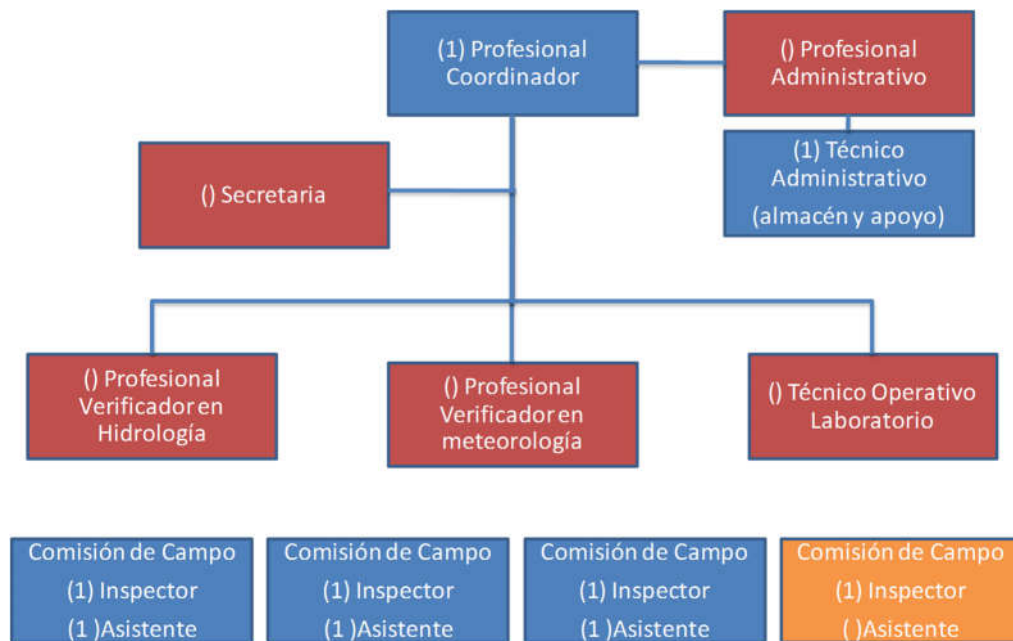 (1) Profesional
Coordinador
() Profesional
Administrativo
(1) Técnico
Administrativo
(almacén y apoyo)
() Secretaria
() Profesional
Verificador en
Hidrología
() Profesional
Verificador en
meteorología
() Técnico Operativo
Laboratorio
Comisión de Campo
(1) Inspector
(1 )Asistente
Comisión de Campo
(1) Inspector
(1 )Asistente
Comisión de Campo
(1) Inspector
(1 )Asistente
Comisión de Campo
(1) Inspector
( )Asistente